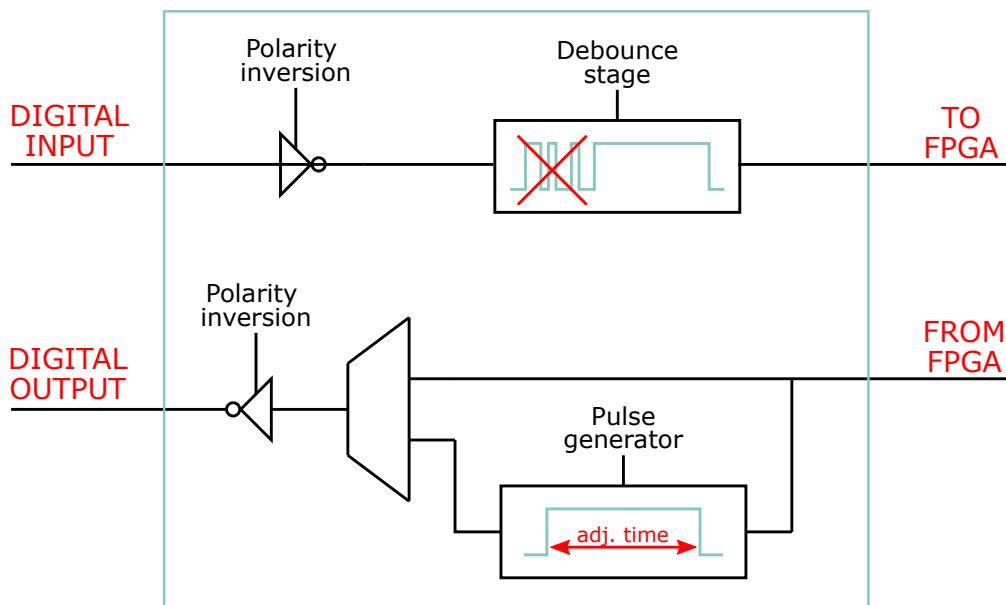 Polarity
inversion
Debounce
stage
DIGITAL
INPUT
TO
FPGA
Polarity
inversion
DIGITAL
OUTPUT
FROM
FPGA
Pulse
generator
adj. time